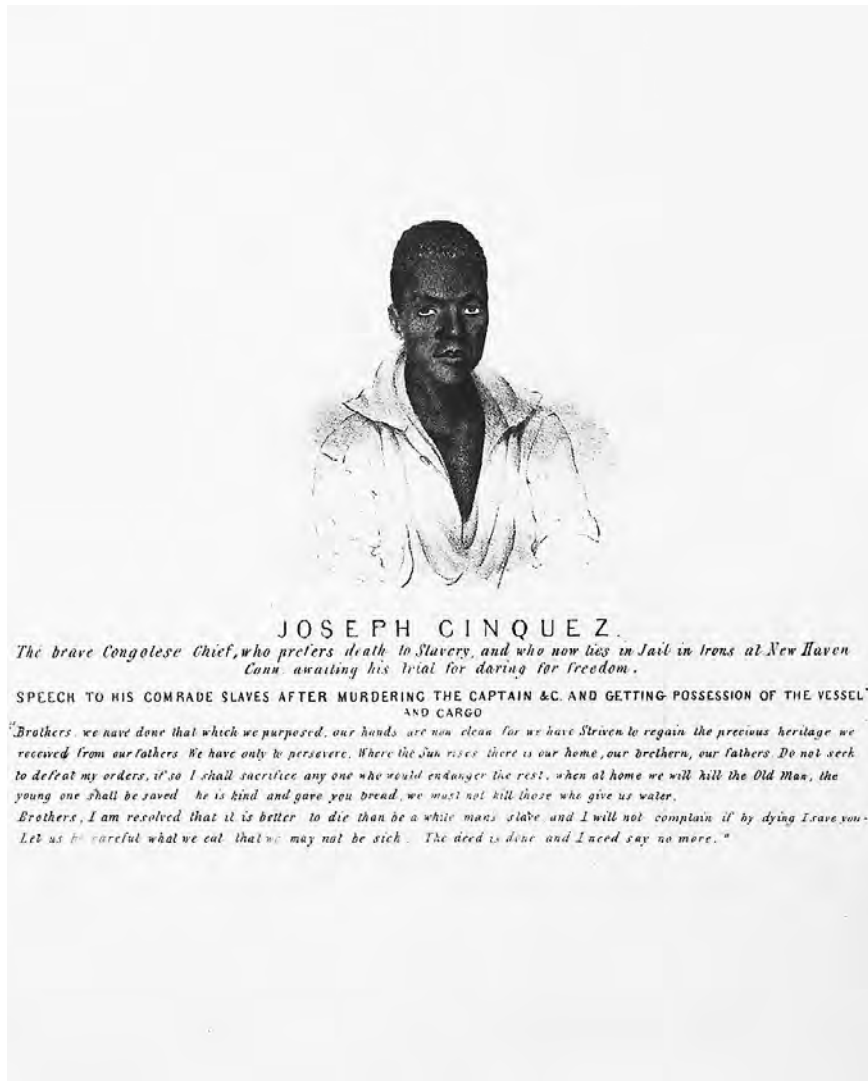 JOSEPH CINQUEZ.
The brave Congolese Chief, who prefers death to Slavery, and who now lies in Jail in Irons at New Haven
Conn. awaiting his trial for daring for freedom.
SPEECH TO HIS COMRADE SLAVES AFTER MURDERING THE CAPTAIN &C. AND GETTING POSSESSION OF THE VESSEL
AND CARGO
"Brothers, we have done that which we purposed, our hands are now clean for we have Striven to regain the precious heritage we
received from our fathers We have only to persevere. Where the Sun rises there is our home, our brethern, our fathers Do not seek
to defeat my orders, if so I shall sacrifice any one who would endanger the rest, when at home we will kill the Old Man, the
young one shall be saved he is kind and gave you bread, we must not kill those who give us water.
Brothers, I am resolved that it is better to die than be a white mans slave and I will not complain if by dying I save you-
Let us be careful what we eat that we may not be sick. The deed is done and I need say no more."